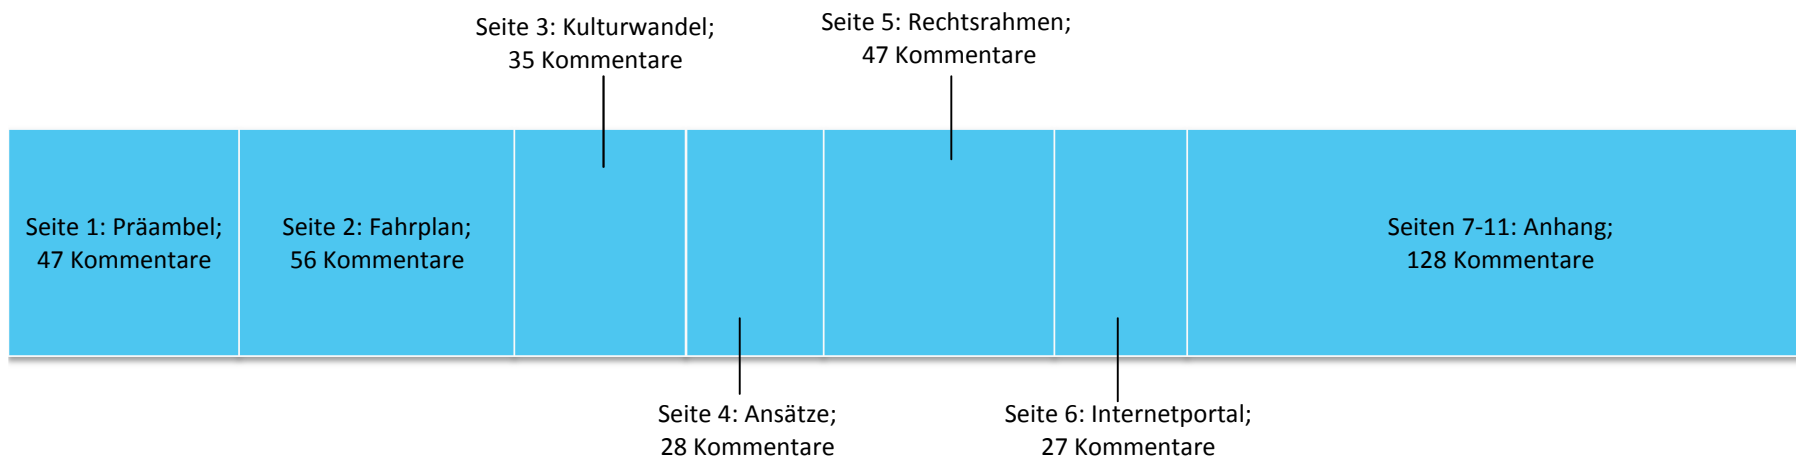 Seite 3: Kulturwandel;
35 Kommentare
Seite 5: Rechtsrahmen;
47 Kommentare
Seite 1: Präambel;
47 Kommentare
Seite 2: Fahrplan;
56 Kommentare
Seiten 7-11: Anhang;
128 Kommentare
Seite 4: Ansätze;
28 Kommentare
Seite 6: Internetportal;
27 Kommentare